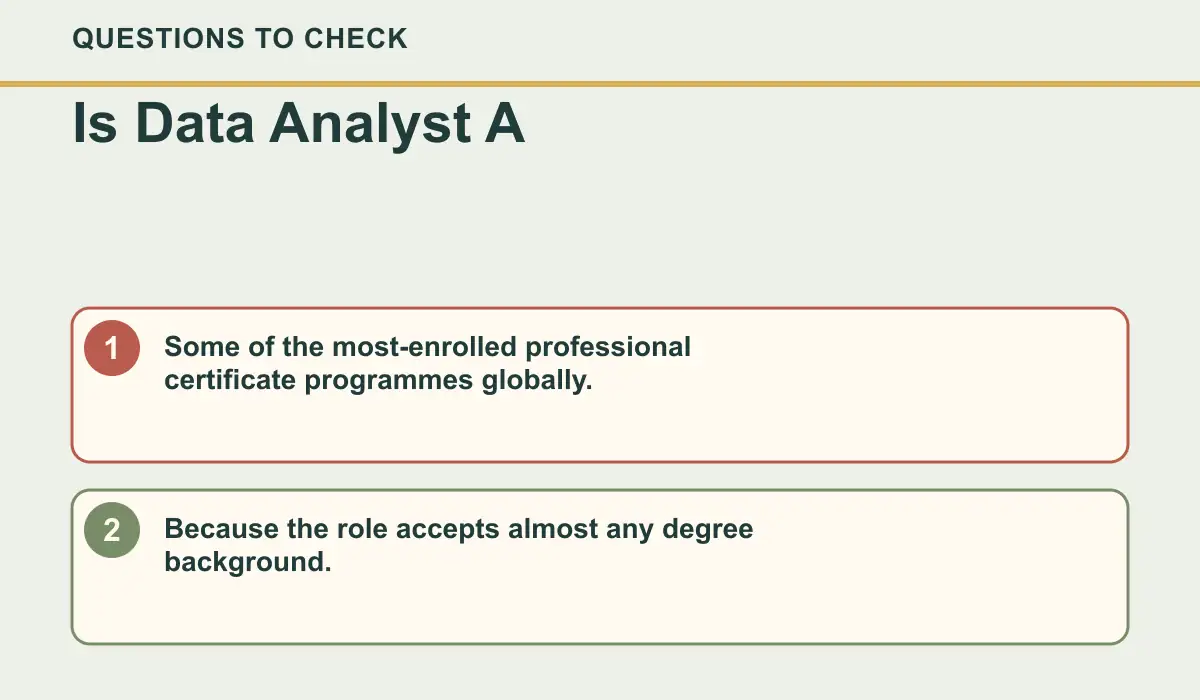 QUESTIONS TO CHECK
Is Data Analyst A
1
Some of the most-enrolled professional
certificate programmes globally.
2
Because the role accepts almost any degree
background.